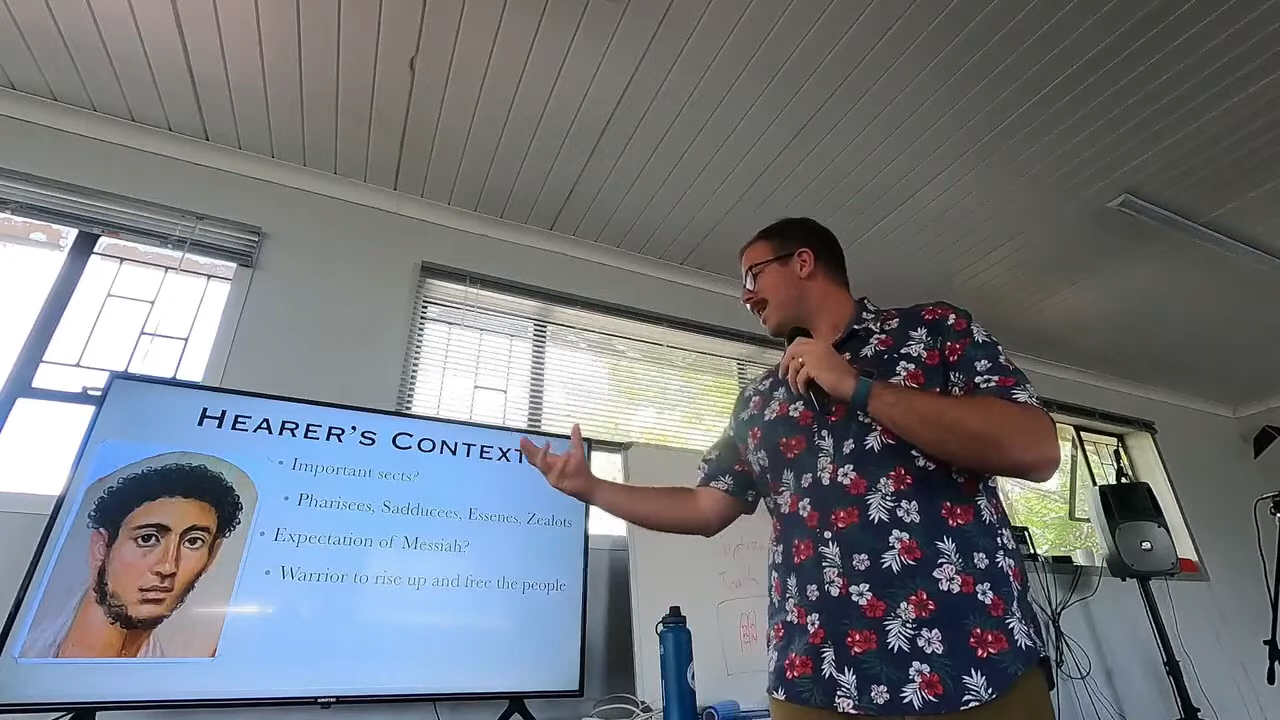 HEARER'S CONTEXT
• Important sects?
• Pharisees, Sadducees, Essenes, Zealots
• Expectation of Messiah?
• Warrior to rise up and free the people